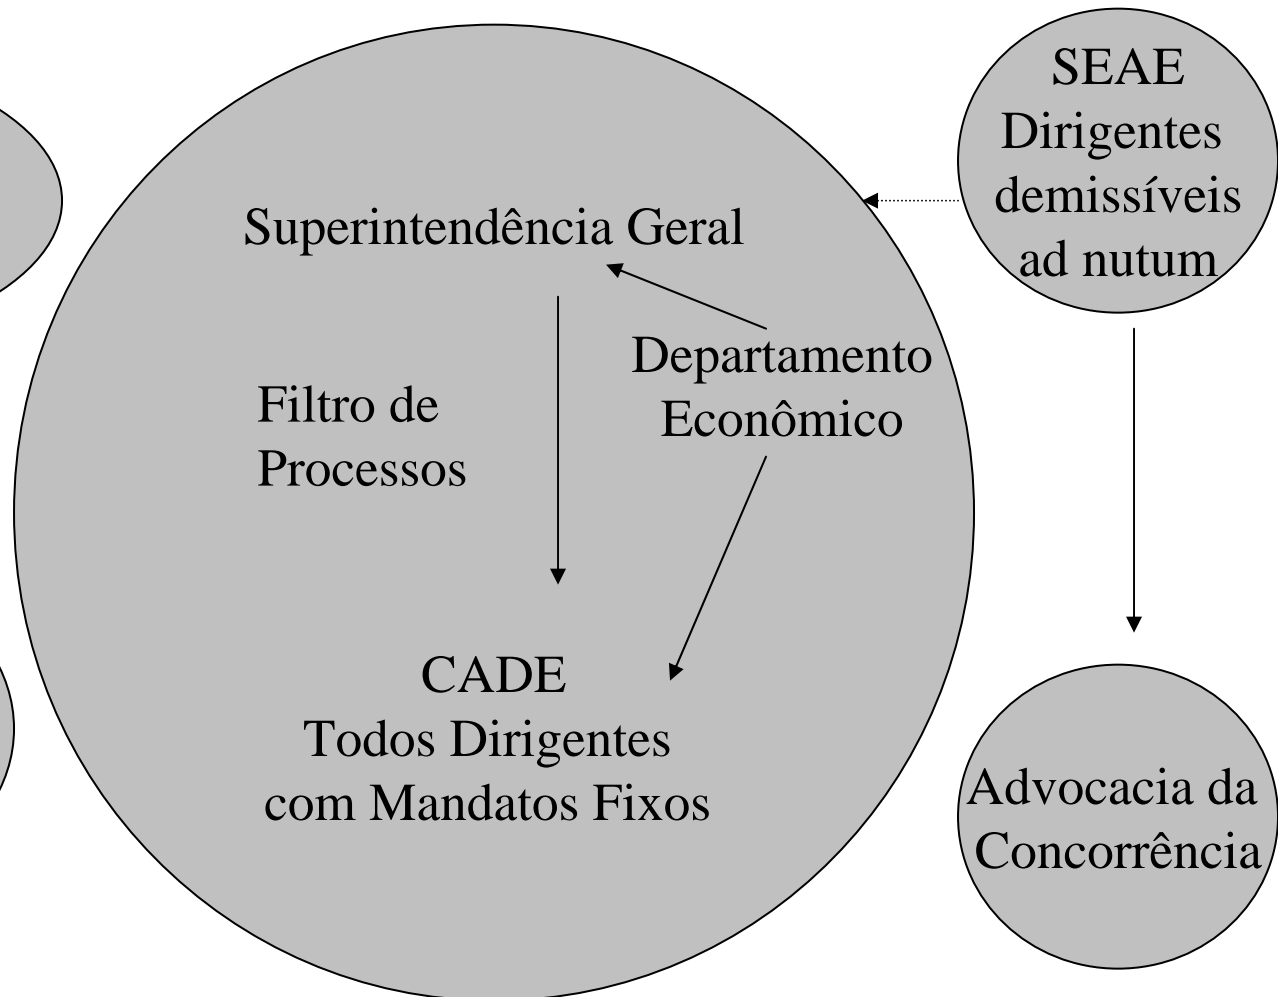 SEAE
Dirigentes
demissíveis
ad nutum
Superintendência Geral
Departamento
Econômico
Filtro de
Processos
CADE
Todos Dirigentes
com Mandatos Fixos
Advocacia da
Concorrência